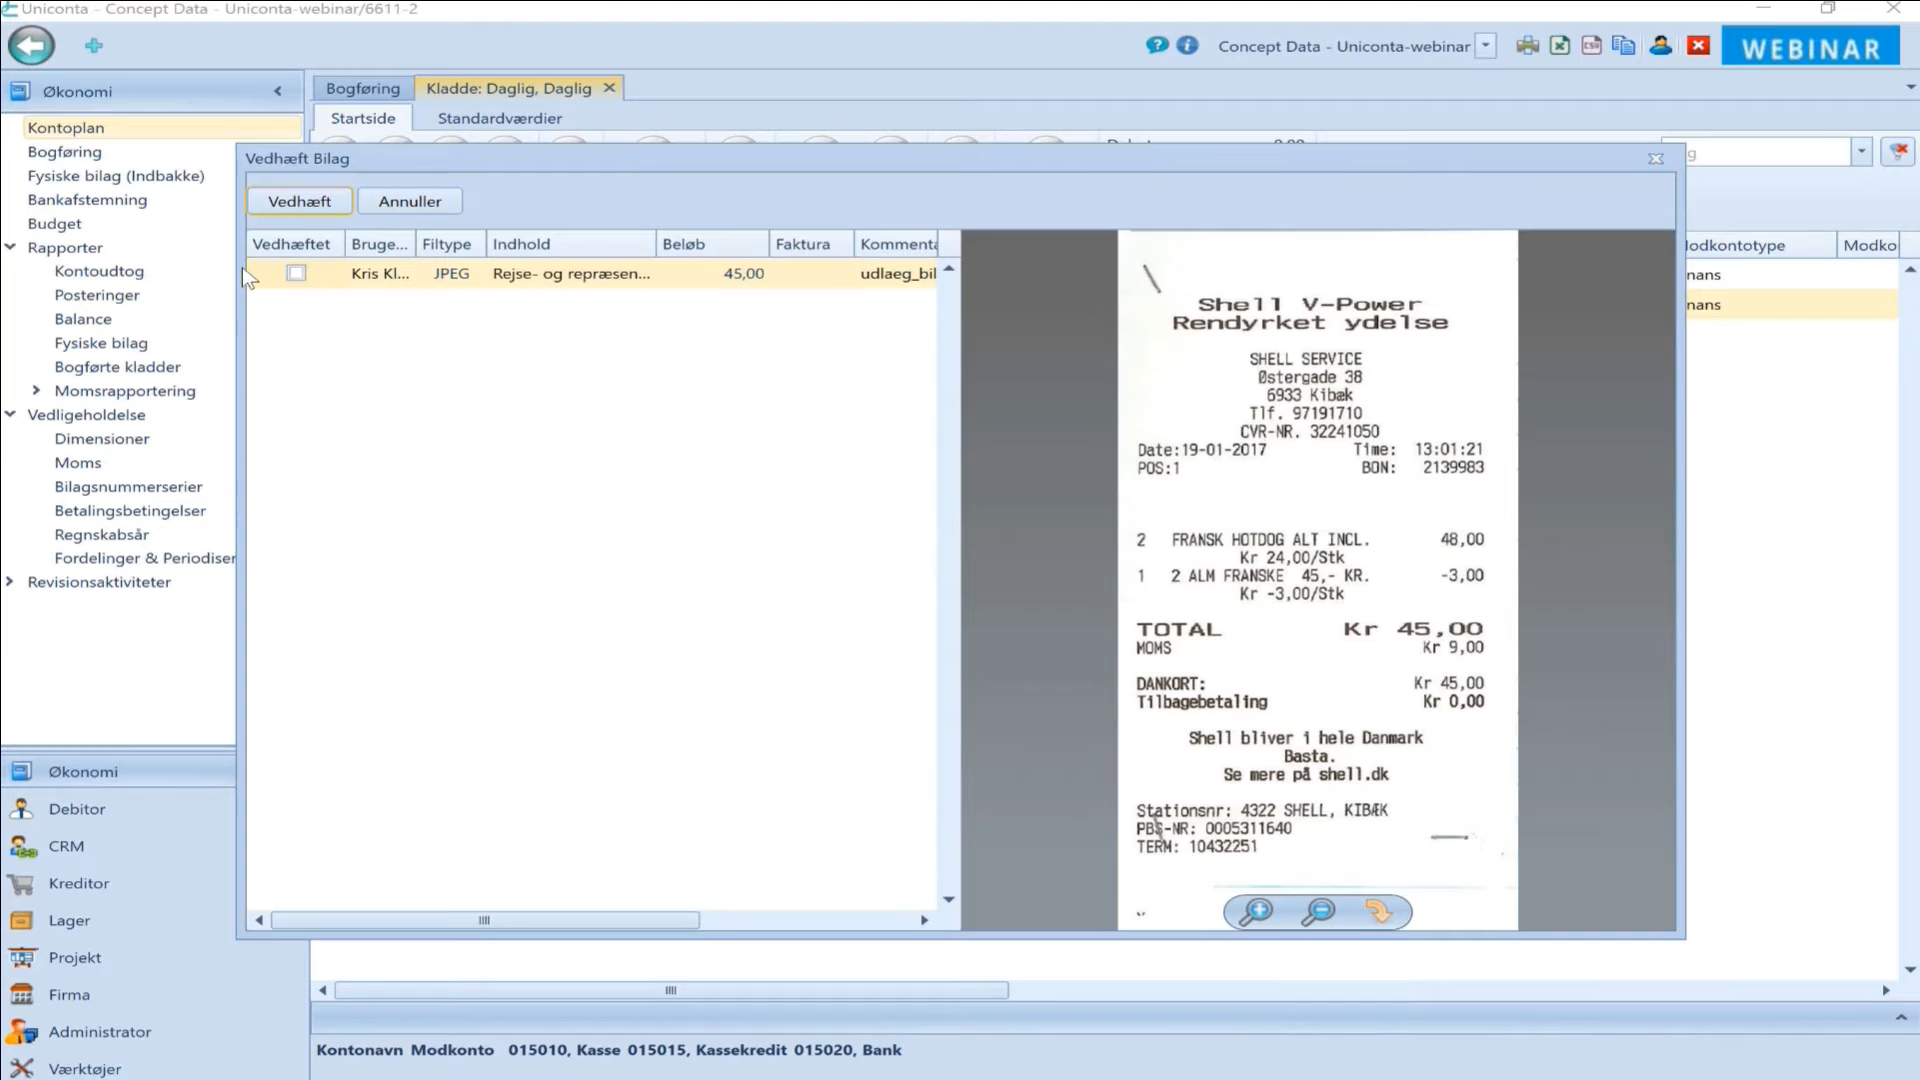 Uniconta - Concept Data - Uniconta-webinar/6611-2
Concept Data - Uniconta-webinar
WEBINAR
Økonomi
Bogføring
Kladde: Daglig, Daglig
Startside
Standardværdier
Kontoplan
Bogføring
Fysiske bilag (Indbakke)
Bankafstemning
Budget
Rapporter
Kontoudtog
Posteringer
Balance
Fysiske bilag
Bogførte kladder
Momsrapportering
Vedligeholdelse
Dimensioner
Moms
Bilagsnummerserier
Betalingsbetingelser
Regnskabsår
Fordelinger & Periodiser
Revisionsaktiviteter
Økonomi
Debitor
CRM
Kreditor
Lager
Projekt
Firma
Administrator
Værktøjer
Vedhæft Bilag
Vedhæft
Annuller
Vedhæftet Bruge... Filtype Indhold Beløb Faktura Kommenta
Kris Kl... JPEG Rejse- og repræsen... 45,00 udlaeg_bil
Shell V-Power
Rendyrket ydelse
SHELL SERVICE
Østergade 38
6933 Kibæk
Tlf. 97191710
CVR-NR. 32241050
Date:19-01-2017 Time: 13:01:21
POS:1 BON: 2139983
2 FRANSK HOTDOG ALT INCL. 48,00
Kr 24,00/Stk
1 2 ALM FRANSKE 45,- KR. -3,00
Kr -3,00/Stk
TOTAL Kr 45,00
MOMS Kr 9,00
DANKORT: Kr 45,00
Tilbagebetaling Kr 0,00
Shell bliver i hele Danmark
Basta.
Se mere på shell.dk
Stationsnr: 4322 SHELL, KIBÆK
PBS-NR: 0005311640
TERM: 10432251
lodkontotype Modko
nans
nans
Kontonavn Modkonto 015010, Kasse 015015, Kassekredit 015020, Bank